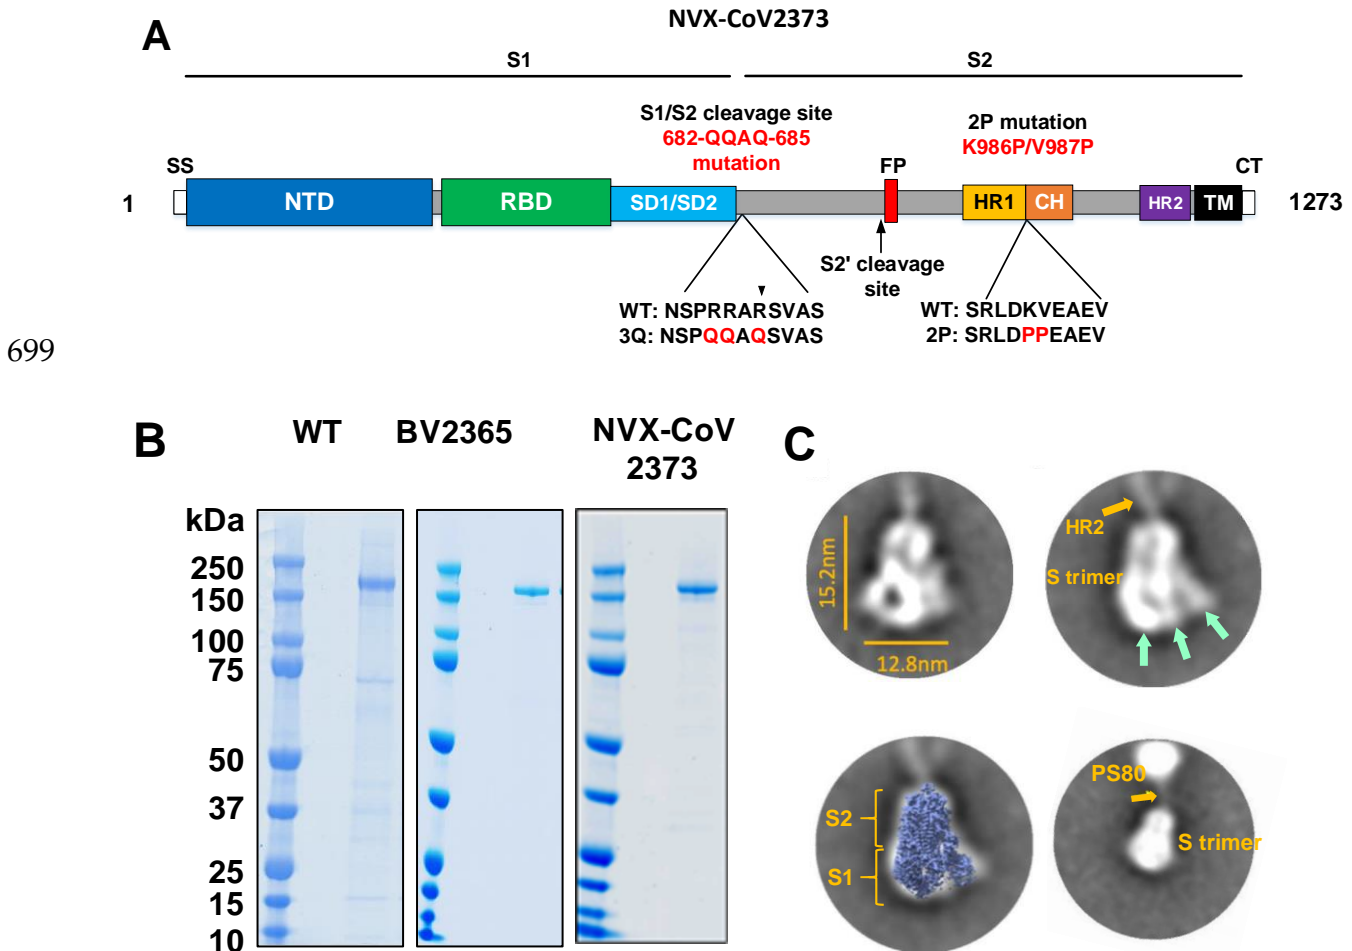 NVX-CoV2373
A
S1
S2
S1/S2 cleavage site
682-QQAQ-685
mutation
2P mutation
K986P/V987P
SS
FP
CT
1
NTD
RBD
SD1/SD2
HR1
CH
HR2
TM
1273
S2' cleavage
site
WT: NSPRRARSVAS
3Q: NSPQQAQSVAS
WT: SRLDKVEAEV
2P: SRLDPPEAEV
699
B
WT
BV2365
NVX-CoV
2373
kDa
250
150
100
75
50
37
25
15
10
C
15.2nm
12.8nm
HR2
S trimer
S2
S1
PS80
S trimer